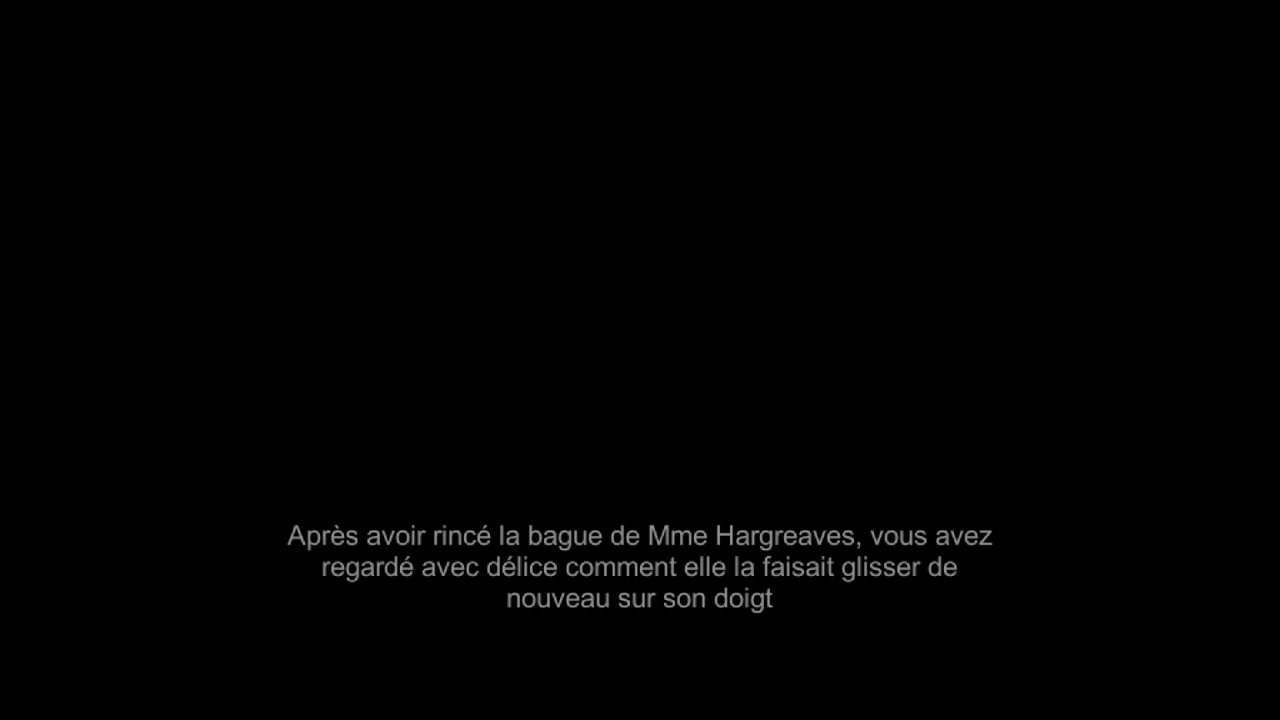 Après avoir rincé la bague de Mme Hargreaves, vous avez
regardé avec délice comment elle la faisait glisser de
nouveau sur son doigt